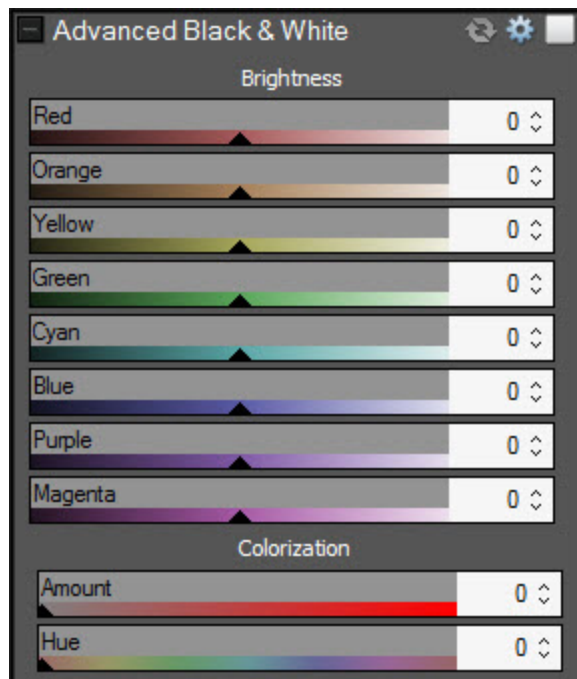 Advanced Black & White
Brightness
Red 0
Orange 0
Yellow 0
Green 0
Cyan 0
Blue 0
Purple 0
Magenta 0
Colorization
Amount 0
Hue 0